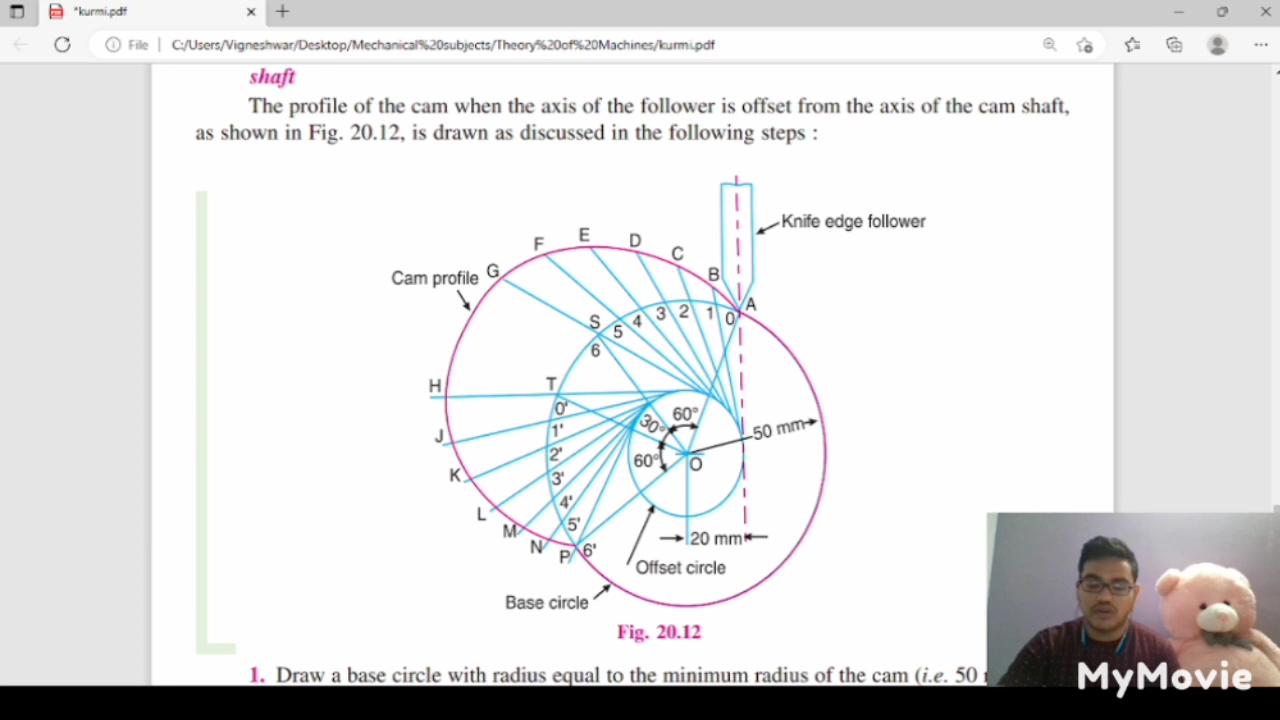 *kurmi.pdf
File
C:/Users/Vigneshwar/Desktop/Mechanical%20subjects/Theory%20of%20Machines/kurmi.pdf
shaft
The profile of the cam when the axis of the follower is offset from the axis of the cam shaft,
as shown in Fig. 20.12, is drawn as discussed in the following steps :
Knife edge follower
F E D C B A
Cam profile G
S 5 4 3 2 1 0
6
H T
0'
60°
30°
50 mm
J
1'
2'
60°
O
K
3'
L
4'
M
5'
N
P 6'
20 mm
Offset circle
Base circle
Fig. 20.12
1. Draw a base circle with radius equal to the minimum radius of the cam (i.e. 50
MyMovie